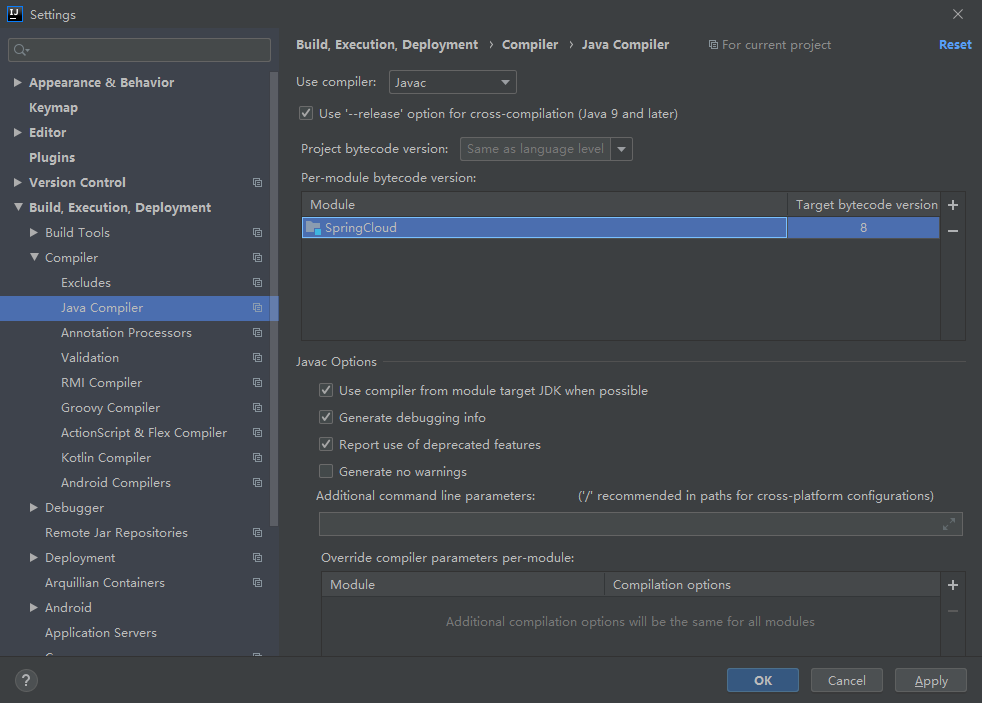 Settings
Appearance & Behavior
Keymap
Editor
Plugins
Version Control
Build, Execution, Deployment
Build Tools
Compiler
Excludes
Java Compiler
Annotation Processors
Validation
RMI Compiler
Groovy Compiler
ActionScript & Flex Compiler
Kotlin Compiler
Android Compilers
Debugger
Remote Jar Repositories
Deployment
Arquillian Containers
Android
Application Servers
Build, Execution, Deployment › Compiler › Java Compiler For current project Reset
Use compiler: Javac
Use '--release' option for cross-compilation (Java 9 and later)
Project bytecode version: Same as language level
Per-module bytecode version:
Module Target bytecode version
SpringCloud 8
Javac Options
Use compiler from module target JDK when possible
Generate debugging info
Report use of deprecated features
Generate no warnings
Additional command line parameters: ('/' recommended in paths for cross-platform configurations)
Override compiler parameters per-module:
Module Compilation options
Additional compilation options will be the same for all modules
? OK Cancel Apply